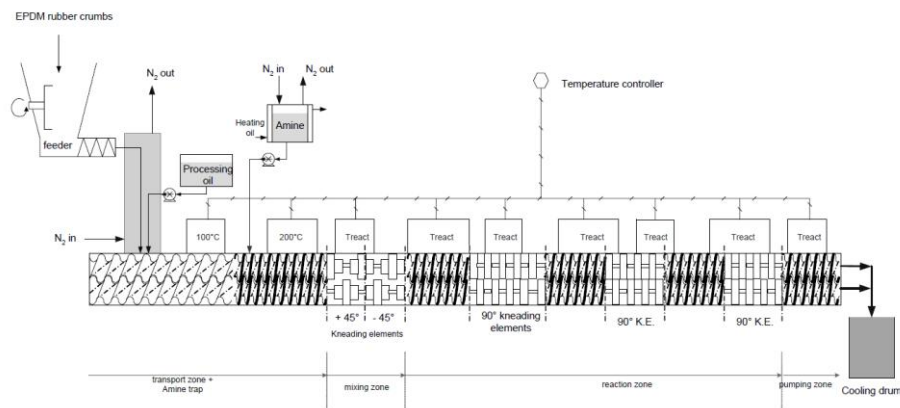 EPDM rubber crumbs
N2 out
N2 in
N2 out
Temperature controller
Heating
oil
Amine
feeder
Processing
oil
N2 in
100°C
200°C
Treact
Treact
Treact
Treact
Treact
Treact
Treact
+ 45°
- 45°
Kneading elements
90° kneading
elements
90° K.E.
90° K.E.
transport zone +
Amine trap
mixing zone
reaction zone
pumping zone
Cooling drum